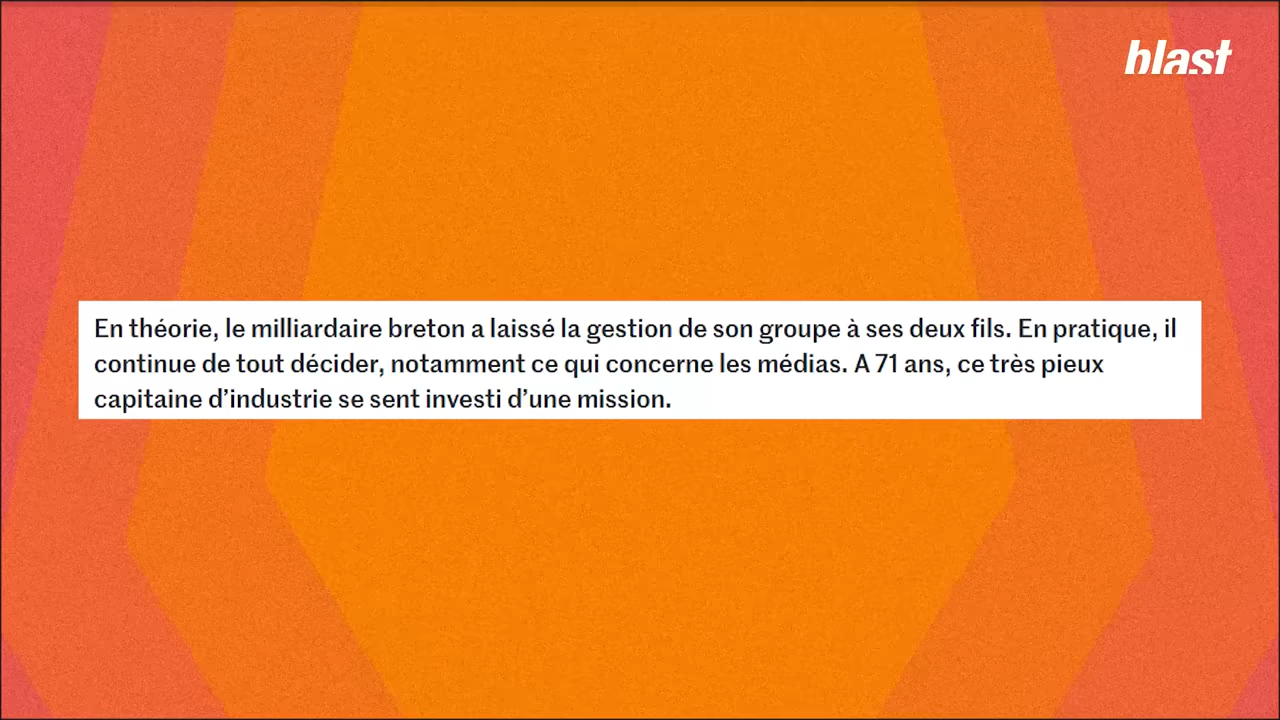 blast
En théorie, le milliardaire breton a laissé la gestion de son groupe à ses deux fils. En pratique, il
continue de tout décider, notamment ce qui concerne les médias. A 71 ans, ce très pieux
capitaine d’industrie se sent investi d’une mission.